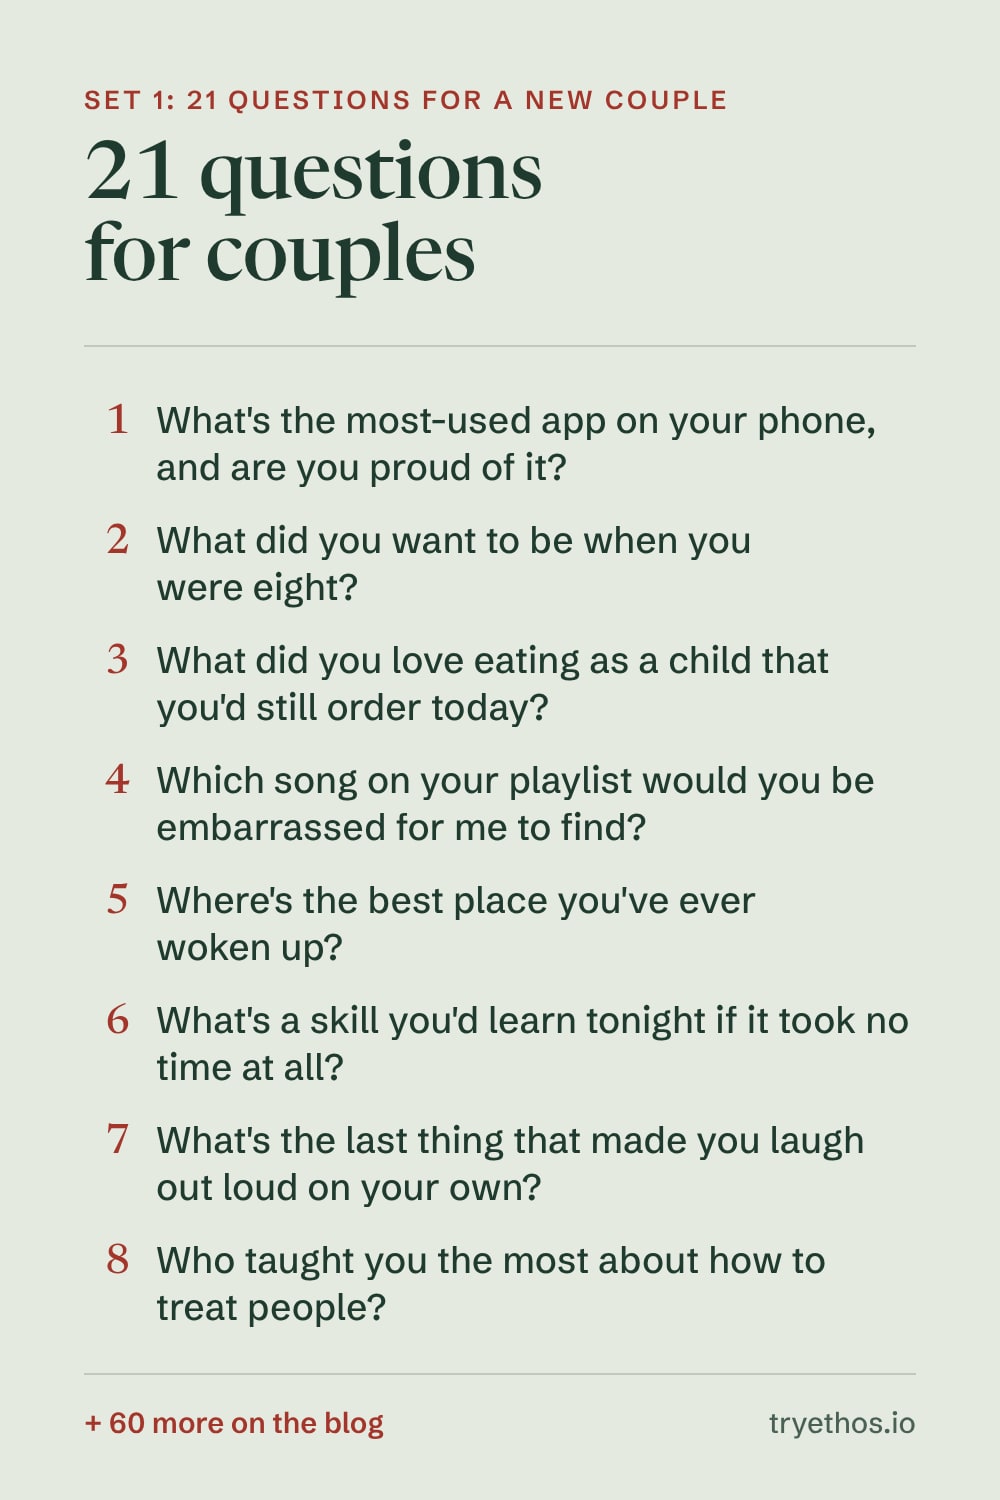 SET 1: 21 QUESTIONS FOR A NEW COUPLE
21 questions
for couples
1 What's the most-used app on your phone,
and are you proud of it?
2 What did you want to be when you
were eight?
3 What did you love eating as a child that
you'd still order today?
4 Which song on your playlist would you be
embarrassed for me to find?
5 Where's the best place you've ever
woken up?
6 What's a skill you'd learn tonight if it took no
time at all?
7 What's the last thing that made you laugh
out loud on your own?
8 Who taught you the most about how to
treat people?
+ 60 more on the blog
tryethos.io